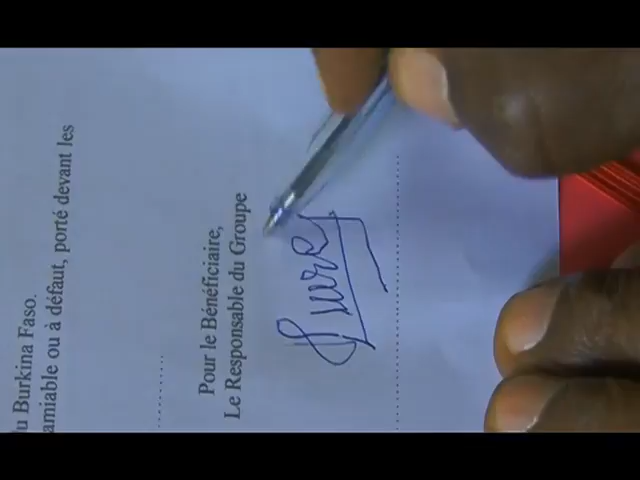 u Burkina Faso.
amiable ou à défaut, porté devant les
Pour le Bénéficiaire,
Le Responsable du Groupe